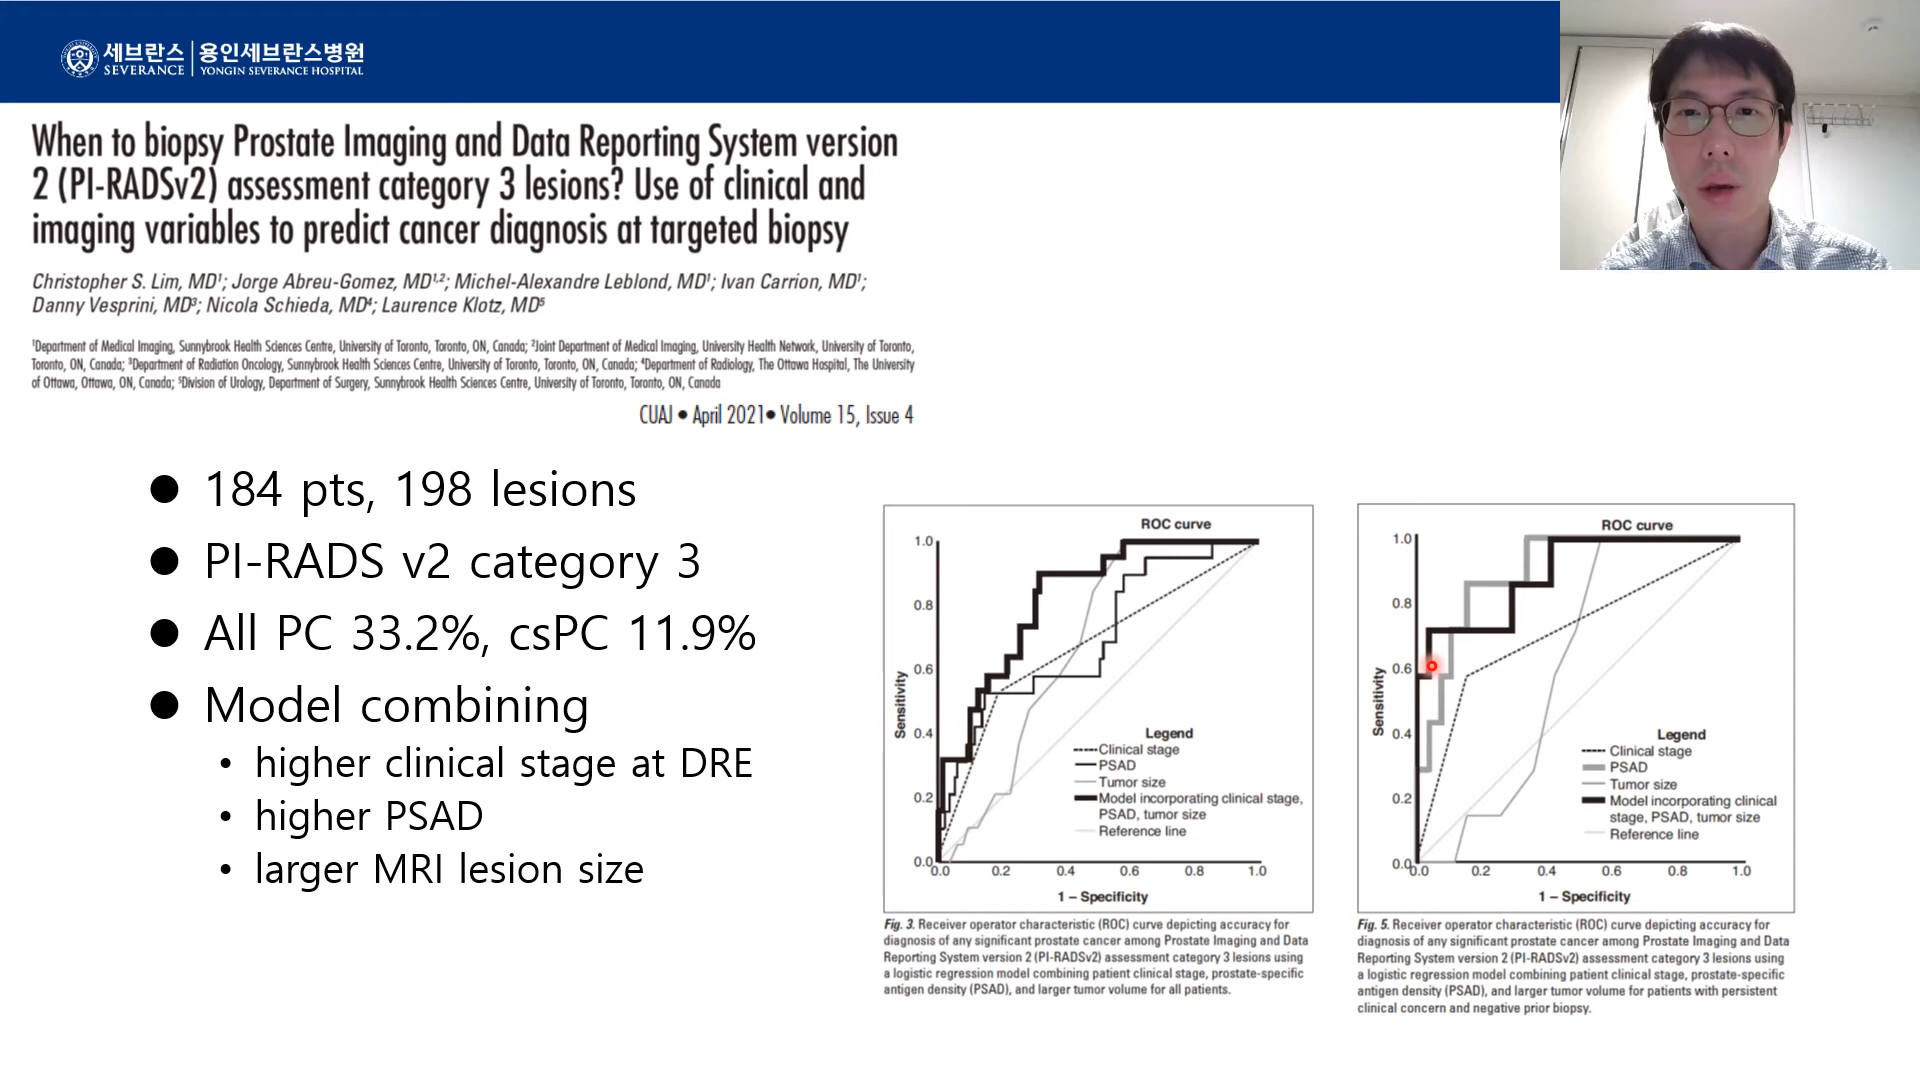 세브란스 용인세브란스병원
SEVERANCE YONGIN SEVERANCE HOSPITAL
When to biopsy Prostate Imaging and Data Reporting System version
2 (PI-RADSv2) assessment category 3 lesions? Use of clinical and
imaging variables to predict cancer diagnosis at targeted biopsy
Christopher S. Lim, MD¹; Jorge Abreu-Gomez, MD¹,²; Michel-Alexandre Leblond, MD¹; Ivan Carrion, MD¹;
Danny Vesprini, MD³; Nicola Schieda, MD⁴; Laurence Klotz, MD⁵
¹Department of Medical Imaging, Sunnybrook Health Sciences Centre, University of Toronto, Toronto, ON, Canada; ²Joint Department of Medical Imaging, University Health Network, University of Toronto,
Toronto, ON, Canada; ³Department of Radiation Oncology, Sunnybrook Health Sciences Centre, University of Toronto, Toronto, ON, Canada; ⁴Department of Radiology, The Ottawa Hospital, The University
of Ottawa, Ottawa, ON, Canada; ⁵Division of Urology, Department of Surgery, Sunnybrook Health Sciences Centre, University of Toronto, Toronto, ON, Canada
CUAJ • April 2021• Volume 15, Issue 4
● 184 pts, 198 lesions
● PI-RADS v2 category 3
● All PC 33.2%, csPC 11.9%
● Model combining
• higher clinical stage at DRE
• higher PSAD
• larger MRI lesion size
ROC curve
1.0
0.8
0.6
0.4
0.2
0.0
Sensitivity
Legend
Clinical stage
PSAD
Tumor size
Model incorporating clinical stage,
PSAD, tumor size
Reference line
0.0 0.2 0.4 0.6 0.8 1.0
1 – Specificity
Fig. 3. Receiver operator characteristic (ROC) curve depicting accuracy for
diagnosis of any significant prostate cancer among Prostate Imaging and Data
Reporting System version 2 (PI-RADSv2) assessment category 3 lesions using
a logistic regression model combining patient clinical stage, prostate-specific
antigen density (PSAD), and larger tumor volume for all patients.
ROC curve
1.0
0.8
0.6
0.4
0.2
0.0
Sensitivity
Legend
Clinical stage
PSAD
Tumor size
Model incorporating clinical
stage, PSAD, tumor size
Reference line
0.0 0.2 0.4 0.6 0.8 1.0
1 – Specificity
Fig. 5. Receiver operator characteristic (ROC) curve depicting accuracy for
diagnosis of any significant prostate cancer among Prostate Imaging and Data
Reporting System version 2 (PI-RADSv2) assessment category 3 lesions using
a logistic regression model combining patient clinical stage, prostate-specific
antigen density (PSAD), and larger tumor volume for patients with persistent
clinical concern and negative prior biopsy.